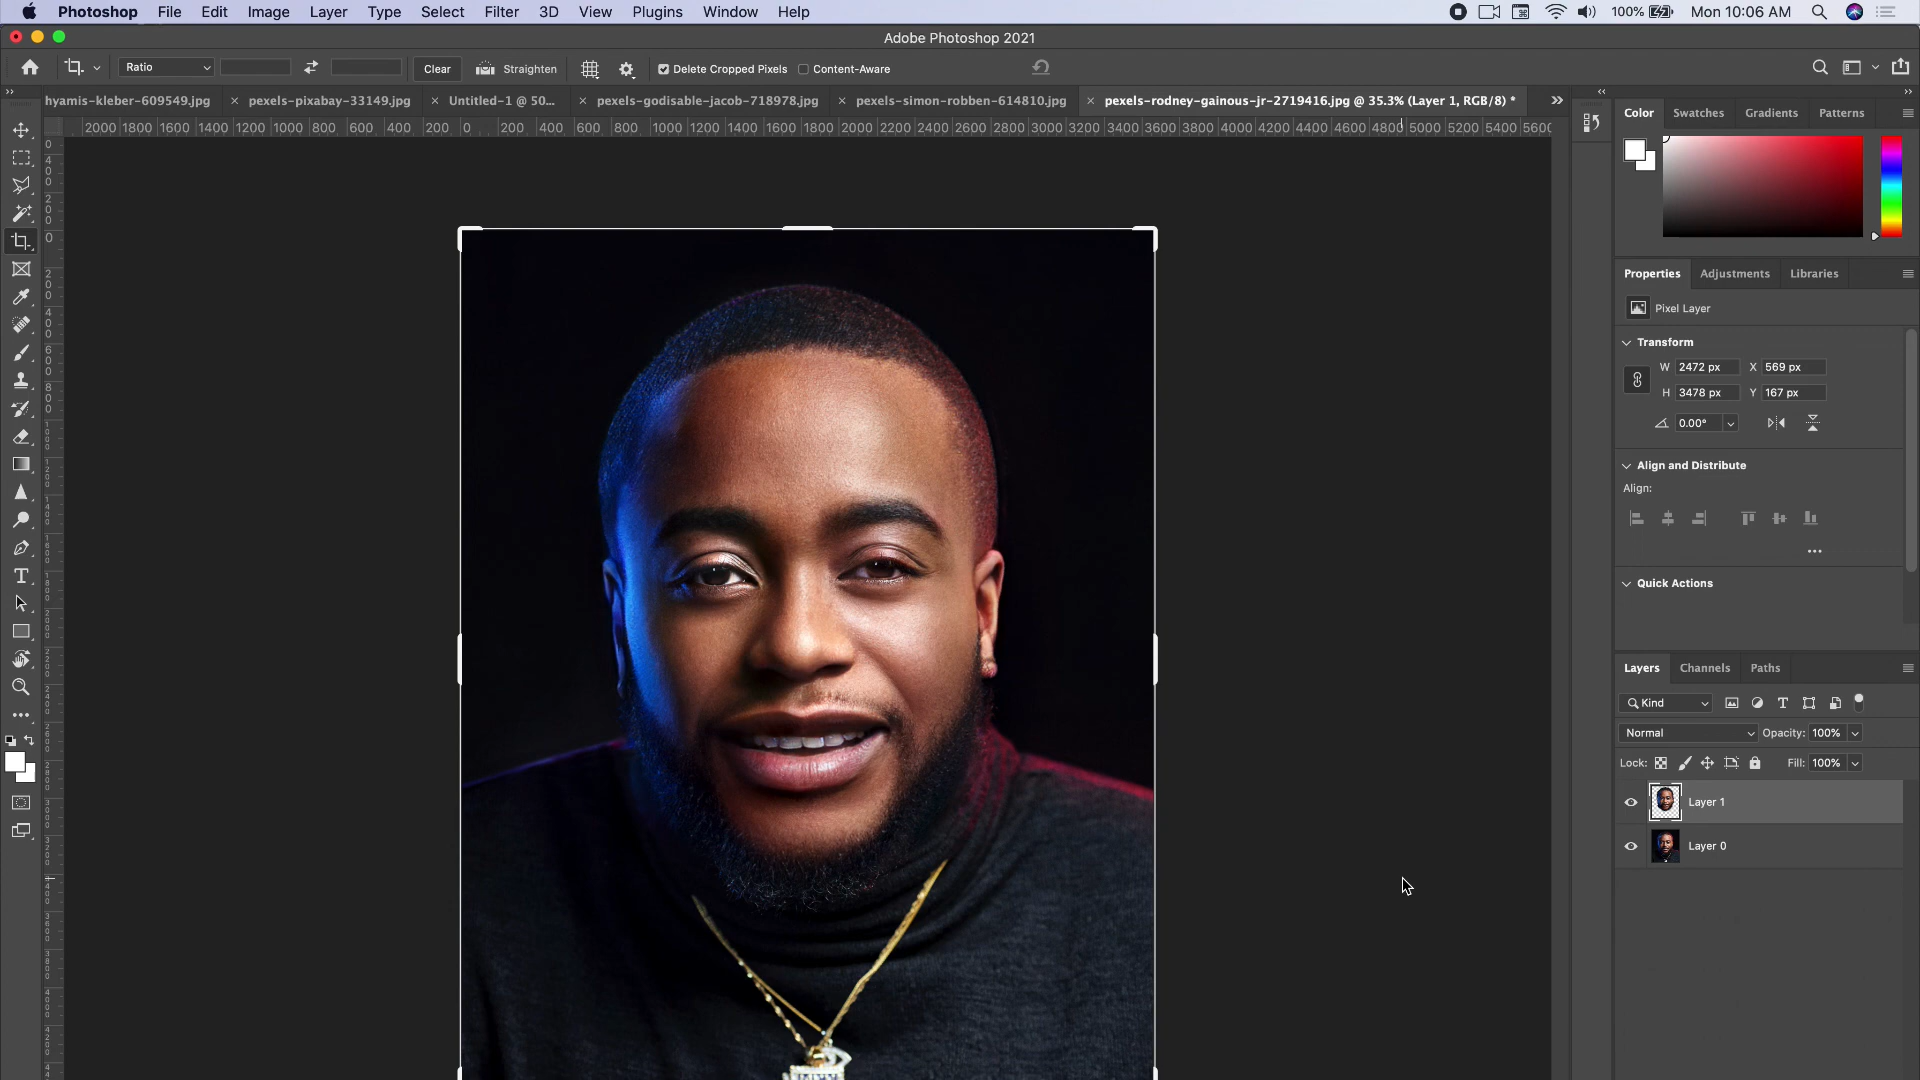 Photoshop File Edit Image Layer Type Select Filter 3D View Plugins Window Help 100% Mon 10:06 AM
Adobe Photoshop 2021
Ratio Clear Straighten Delete Cropped Pixels Content-Aware
hyamis-kleber-609549.jpg × pexels-pixabay-33149.jpg × Untitled-1 @ 50... × pexels-godisable-jacob-718978.jpg × pexels-simon-robben-614810.jpg × pexels-rodney-gainous-jr-2719416.jpg @ 35.3% (Layer 1, RGB/8) *
2000 1800 1600 1400 1200 1000 800 600 400 200 0 200 400 600 800 1000 1200 1400 1600 1800 2000 2200 2400 2600 2800 3000 3200 3400 3600 3800 4000 4200 4400 4600 4800 5000 5200 5400 5600
Color Swatches Gradients Patterns
Properties Adjustments Libraries
Pixel Layer
Transform
W 2472 px X 569 px
H 3478 px Y 167 px
0.00°
Align and Distribute
Align:
Quick Actions
Layers Channels Paths
Kind
Normal Opacity: 100%
Lock: Fill: 100%
Layer 1
Layer 0